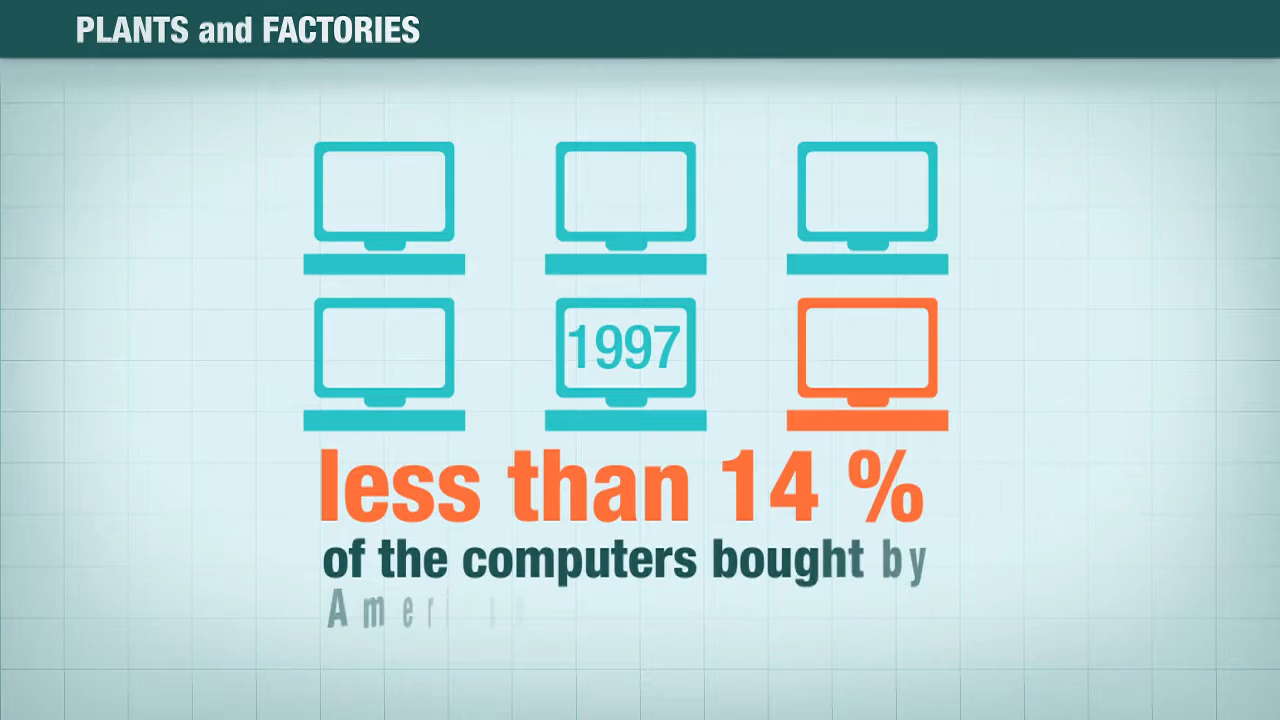 PLANTS and FACTORIES
1997
less than 14 %
of the computers bought by